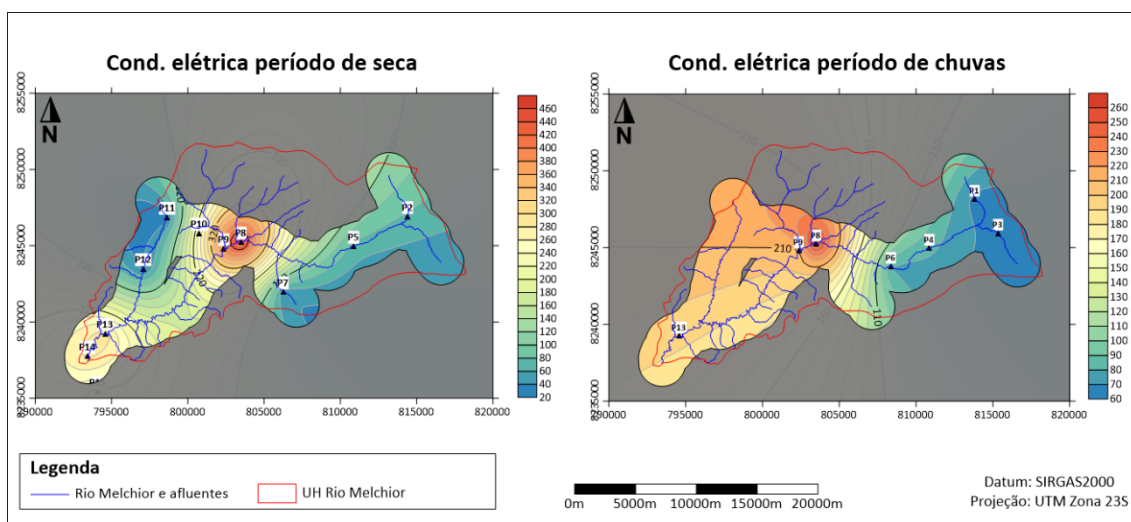 Cond. elétrica período de seca
Cond. elétrica período de chuvas
8255000
8250000
8245000
8240000
8235000
790000
795000
800000
805000
810000
815000
820000
N
P11
P10
P9
P8
P2
P5
P12
P7
P13
P14
P1
320
460
440
420
400
380
360
340
320
300
280
260
240
220
200
180
160
140
120
100
80
60
40
20
8255000
8250000
8245000
8240000
8235000
790000
795000
800000
805000
810000
815000
820000
N
P1
P3
P4
P6
P8
P9
P13
210
110
260
250
240
230
220
210
200
190
180
170
160
150
140
130
120
110
100
90
80
70
60
Legenda
Rio Melchior e afluentes
UH Rio Melchior
0m 5000m 10000m 15000m 20000m
Datum: SIRGAS2000
Projeção: UTM Zona 23S